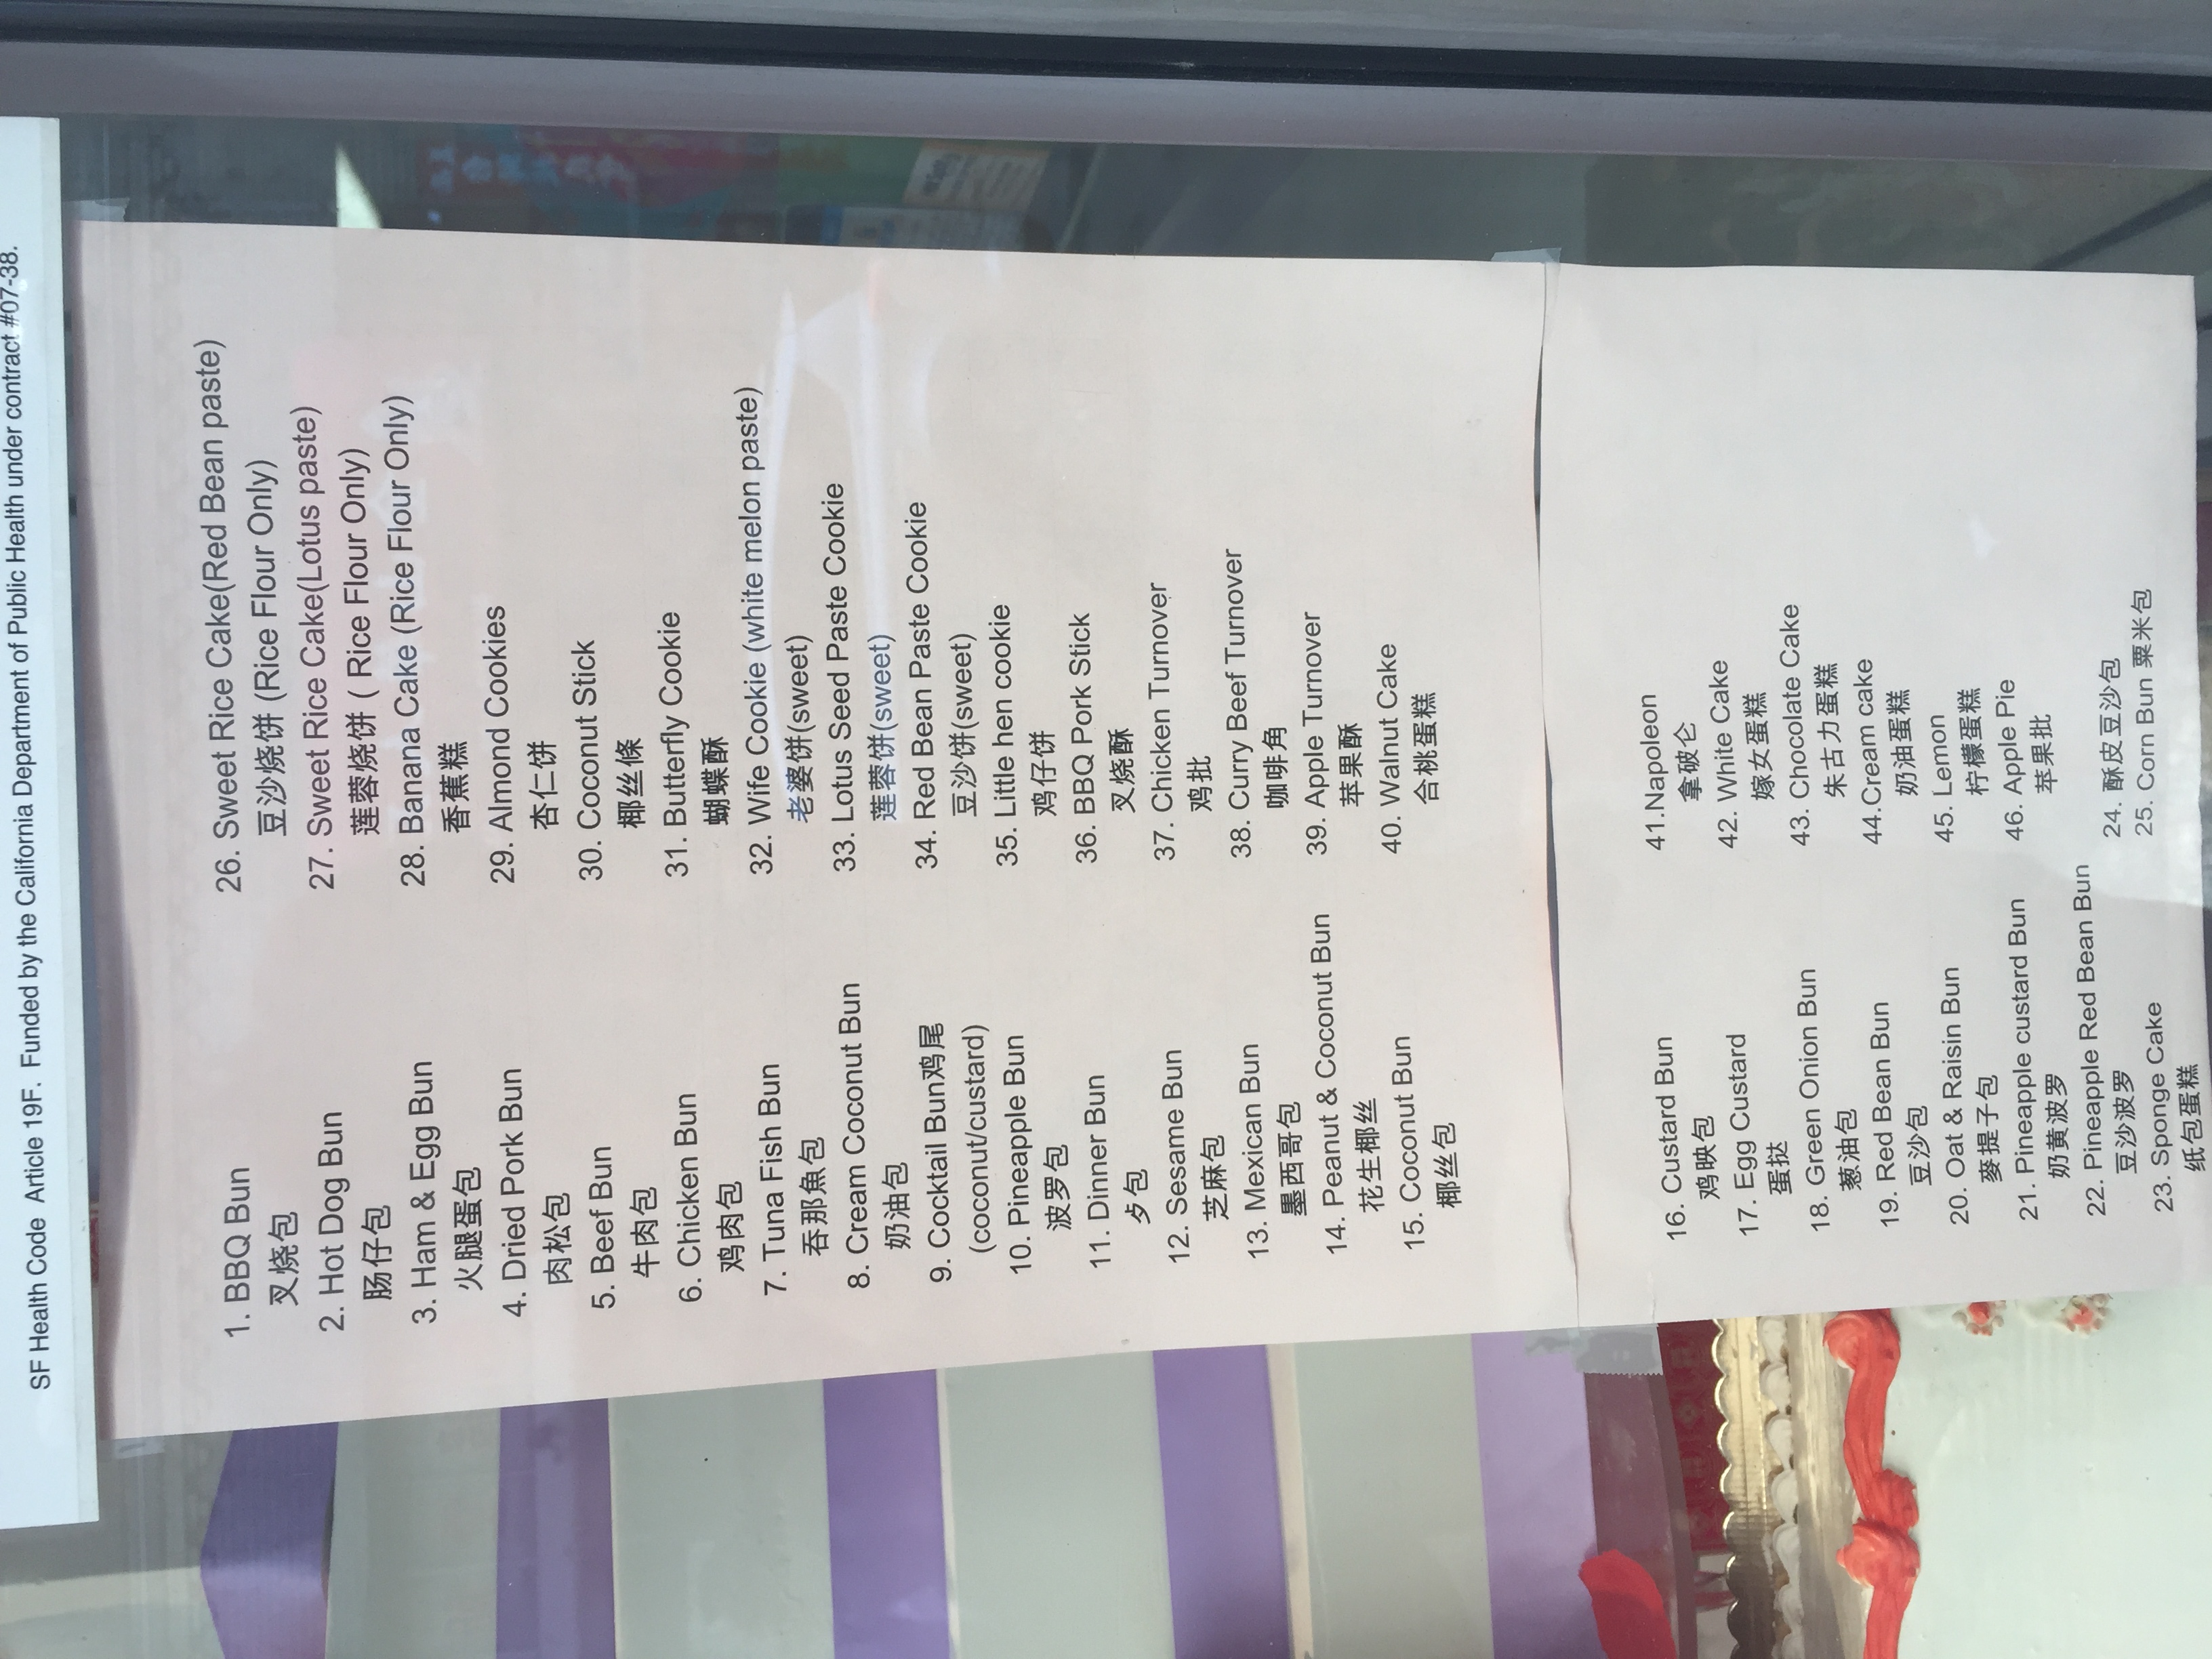 SF Health Code Article 19F. Funded by the California Department of Public Health under contract #07-38.
1. BBQ Bun
叉烧包
2. Hot Dog Bun
肠仔包
3. Ham & Egg Bun
火腿蛋包
4. Dried Pork Bun
肉松包
5. Beef Bun
牛肉包
6. Chicken Bun
鸡肉包
7. Tuna Fish Bun
吞那魚包
8. Cream Coconut Bun
奶油包
9. Cocktail Bun鸡尾
(coconut/custard)
10. Pineapple Bun
波罗包
11. Dinner Bun
歺包
12. Sesame Bun
芝麻包
13. Mexican Bun
墨西哥包
14. Peanut & Coconut Bun
花生椰丝
15. Coconut Bun
椰丝包
16. Custard Bun
鸡映包
17. Egg Custard
蛋挞
18. Green Onion Bun
葱油包
19. Red Bean Bun
豆沙包
20. Oat & Raisin Bun
麥提子包
21. Pineapple custard Bun
奶黄波罗
22. Pineapple Red Bean Bun
豆沙波罗
23. Sponge Cake
纸包蛋糕
26. Sweet Rice Cake(Red Bean paste)
豆沙烧饼 (Rice Flour Only)
27. Sweet Rice Cake(Lotus paste)
莲蓉烧饼 ( Rice Flour Only)
28. Banana Cake (Rice Flour Only)
香蕉糕
29. Almond Cookies
杏仁饼
30. Coconut Stick
椰丝條
31. Butterfly Cookie
蝴蝶酥
32. Wife Cookie (white melon paste)
老婆饼(sweet)
33. Lotus Seed Paste Cookie
莲蓉饼(sweet)
34. Red Bean Paste Cookie
豆沙饼(sweet)
35. Little hen cookie
鸡仔饼
36. BBQ Pork Stick
叉烧酥
37. Chicken Turnover
鸡批
38. Curry Beef Turnover
咖啡角
39. Apple Turnover
苹果酥
40. Walnut Cake
合桃蛋糕
41.Napoleon
拿破仑
42. White Cake
嫁女蛋糕
43. Chocolate Cake
朱古力蛋糕
44.Cream cake
奶油蛋糕
45. Lemon
柠檬蛋糕
46. Apple Pie
苹果批
24. 酥皮豆沙包
25. Corn Bun 粟米包